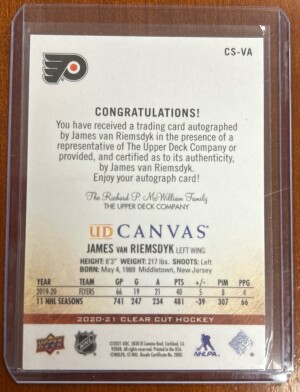 CS-VA
CONGRATULATIONS!
You have received a trading card autographed
by James van Riemsdyk in the presence of a
representative of The Upper Deck Company or
provided, and certified as to its authenticity,
by James van Riemsdyk.
Enjoy your autograph card!
The Richard P. McWilliam Family
THE UPPER DECK COMPANY
UD CANVAS
JAMES VAN RIEMSDYK LEFT WING
HEIGHT: 6'3" WEIGHT: 217 lbs. SHOOTS: Left
BORN: May 4, 1989 Middletown, New Jersey
YEAR TEAM GP G A PTS +/- PIM PPG
2019-20 FLYERS 66 19 21 40 5 8 4
11 NHL SEASONS 741 247 234 481 -39 307 66
2020-21 CLEAR CUT HOCKEY
UPPER DECK
NHLPA